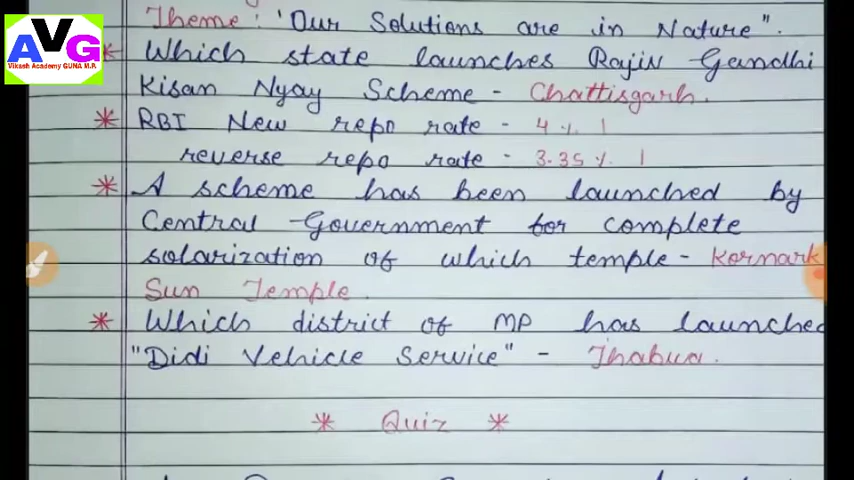 Theme: 'Our Solutions are in Nature".
AVG
Vikash Academy GUNA M.P.
* Which state launches Rajiv Gandhi
Kisan Nyay Scheme - Chattisgarh.
* RBI New repo rate - 4 %. |
reverse repo rate - 3.35 %. |
* A scheme has been launched by
Central Government for complete
solarization of which temple - Kornark
Sun Temple.
* Which district of MP has launched
"Didi Vehicle Service" - Jhabua.
* Quiz *